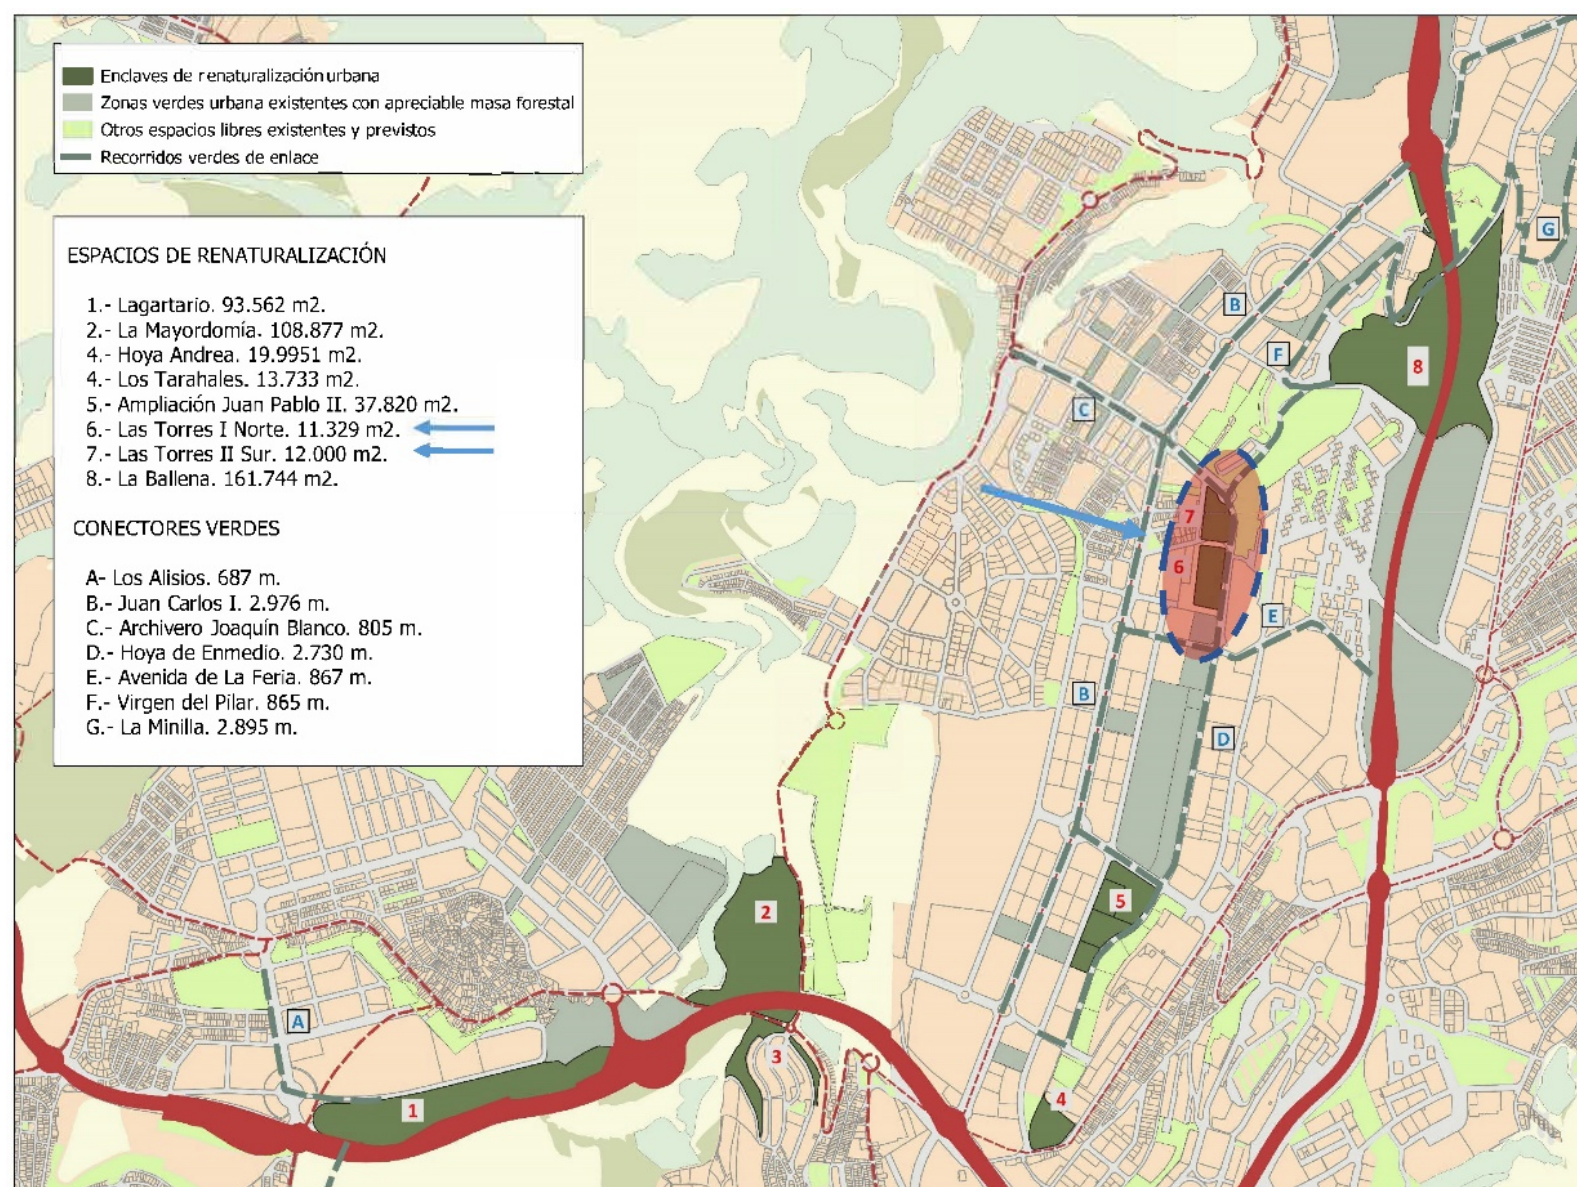 Enclaves de renaturalización urbana
Zonas verdes urbana existentes con apreciable masa forestal
Otros espacios libres existentes y previstos
Recorridos verdes de enlace
ESPACIOS DE RENATURALIZACIÓN
1.- Lagartario. 93.562 m2.
2.- La Mayordomía. 108.877 m2.
4.- Hoya Andrea. 19.9951 m2.
4.- Los Tarahales. 13.733 m2.
5.- Ampliación Juan Pablo II. 37.820 m2.
6.- Las Torres I Norte. 11.329 m2.
7.- Las Torres II Sur. 12.000 m2.
8.- La Ballena. 161.744 m2.
CONECTORES VERDES
A- Los Alisios. 687 m.
B.- Juan Carlos I. 2.976 m.
C.- Archivero Joaquín Blanco. 805 m.
D.- Hoya de Enmedio. 2.730 m.
E.- Avenida de La Feria. 867 m.
F.- Virgen del Pilar. 865 m.
G.- La Minilla. 2.895 m.
G
B
F
8
C
7
6
E
B
D
5
2
A
3
4
1